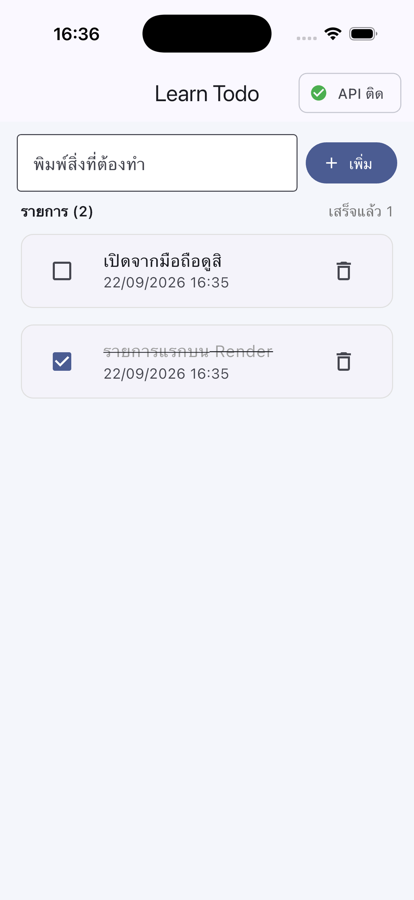 16:36
Learn Todo
API ติด
พิมพ์สิ่งที่ต้องทำ
+ เพิ่ม
รายการ (2)
เสร็จแล้ว 1
เปิดจากมือถือดูสิ
22/09/2026 16:35
รายการแรกบน Render
22/09/2026 16:35